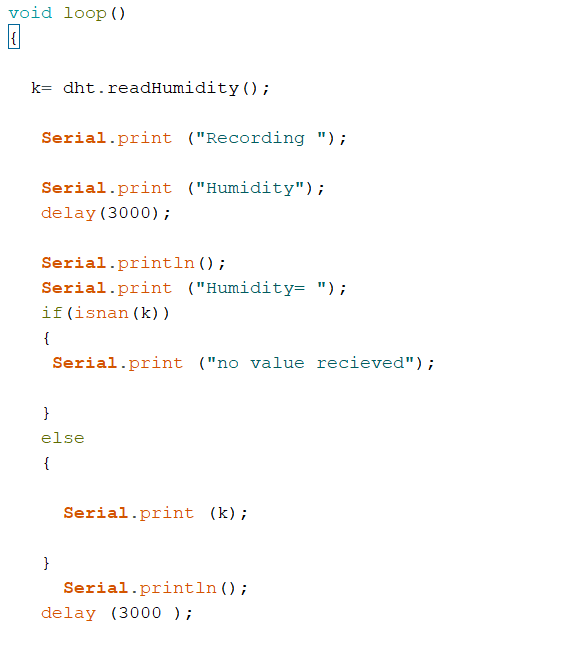 void loop()
{
k= dht.readHumidity();
Serial.print ("Recording ");
Serial.print ("Humidity");
delay(3000);
Serial.println();
Serial.print ("Humidity= ");
if(isnan(k))
{
Serial.print ("no value recieved");
}
else
{
Serial.print (k);
}
Serial.println();
delay (3000 );